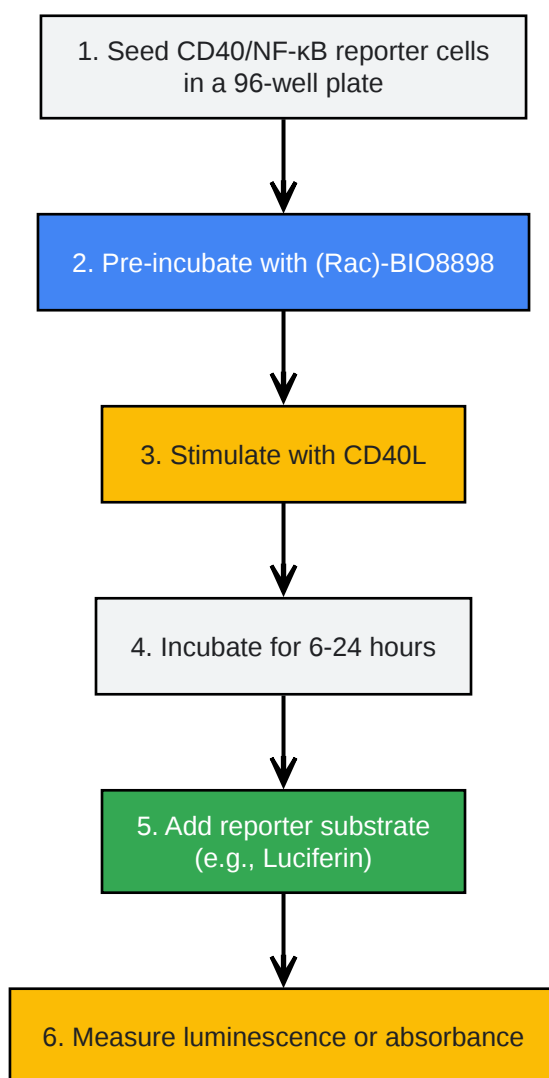 1. Seed CD40/NF-κB reporter cells
in a 96-well plate
2. Pre-incubate with (Rac)-BIO8898
3. Stimulate with CD40L
4. Incubate for 6-24 hours
5. Add reporter substrate
(e.g., Luciferin)
6. Measure luminescence or absorbance